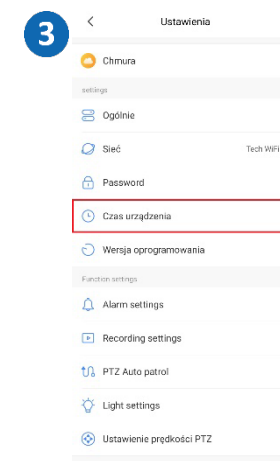 3
Ustawienia
Chmura
settings
Ogólnie
Sieć Tech WiFi
Password
Czas urządzenia
Wersja oprogramowania
Function settings
Alarm settings
Recording settings
PTZ Auto patrol
Light settings
Ustawienie prędkości PTZ